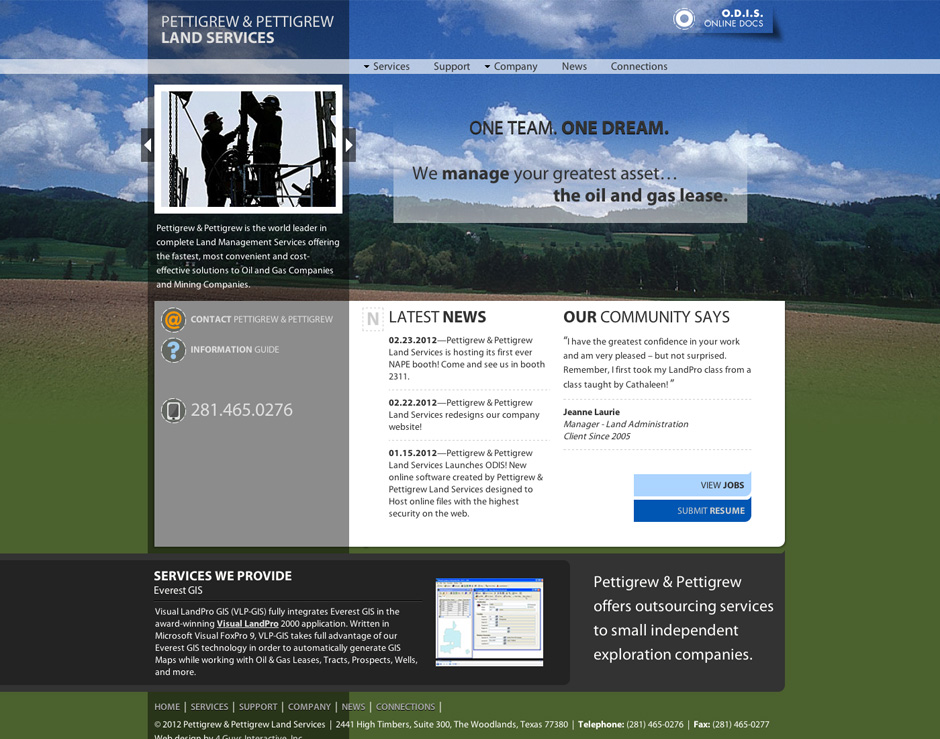 PETTIGREW & PETTIGREW
LAND SERVICES
O.D.I.S.
ONLINE DOCS
Services Support Company News Connections
ONE TEAM. ONE DREAM.
We manage your greatest asset…
the oil and gas lease.
Pettigrew & Pettigrew is the world leader in
complete Land Management Services offering
the fastest, most convenient and cost-
effective solutions to Oil and Gas Companies
and Mining Companies.
@ CONTACT PETTIGREW & PETTIGREW
? INFORMATION GUIDE
281.465.0276
N LATEST NEWS
02.23.2012—Pettigrew & Pettigrew
Land Services is hosting its first ever
NAPE booth! Come and see us in booth
2311.
02.22.2012—Pettigrew & Pettigrew
Land Services redesigns our company
website!
01.15.2012—Pettigrew & Pettigrew
Land Services Launches ODIS! New
online software created by Pettigrew &
Pettigrew Land Services designed to
Host online files with the highest
security on the web.
OUR COMMUNITY SAYS
"I have the greatest confidence in your work
and am very pleased – but not surprised.
Remember, I first took my LandPro class from a
class taught by Cathaleen! "
Jeanne Laurie
Manager - Land Administration
Client Since 2005
VIEW JOBS
SUBMIT RESUME
SERVICES WE PROVIDE
Everest GIS
Visual LandPro GIS (VLP-GIS) fully integrates Everest GIS in the
award-winning Visual LandPro 2000 application. Written in
Microsoft Visual FoxPro 9, VLP-GIS takes full advantage of our
Everest GIS technology in order to automatically generate GIS
Maps while working with Oil & Gas Leases, Tracts, Prospects, Wells,
and more.
Pettigrew & Pettigrew
offers outsourcing services
to small independent
exploration companies.
HOME | SERVICES | SUPPORT | COMPANY | NEWS | CONNECTIONS |
© 2012 Pettigrew & Pettigrew Land Services | 2441 High Timbers, Suite 300, The Woodlands, Texas 77380 | Telephone: (281) 465-0276 | Fax: (281) 465-0277
Web design by 4 Guys Interactive, Inc.